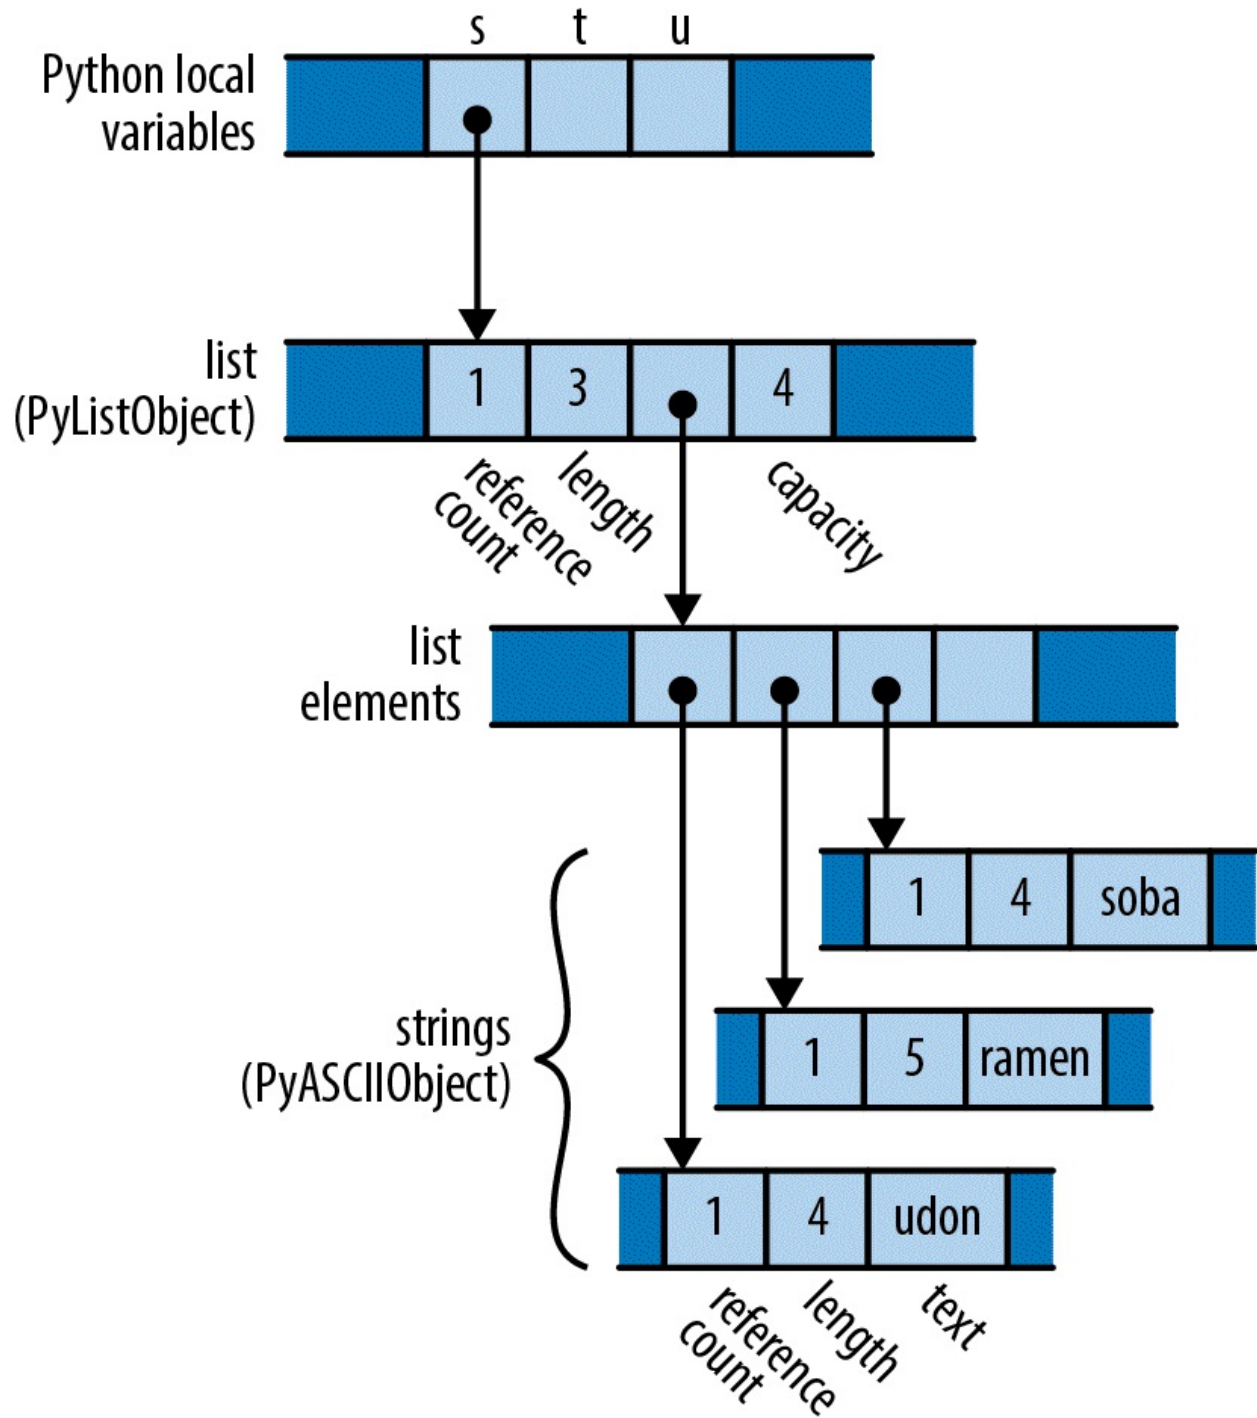 s t u
Python local
variables
list
(PyListObject)
1 3 4
reference
count
length
capacity
list
elements
1 4 soba
strings
(PyASCIIObject)
1 5 ramen
1 4 udon
reference
count
length
text